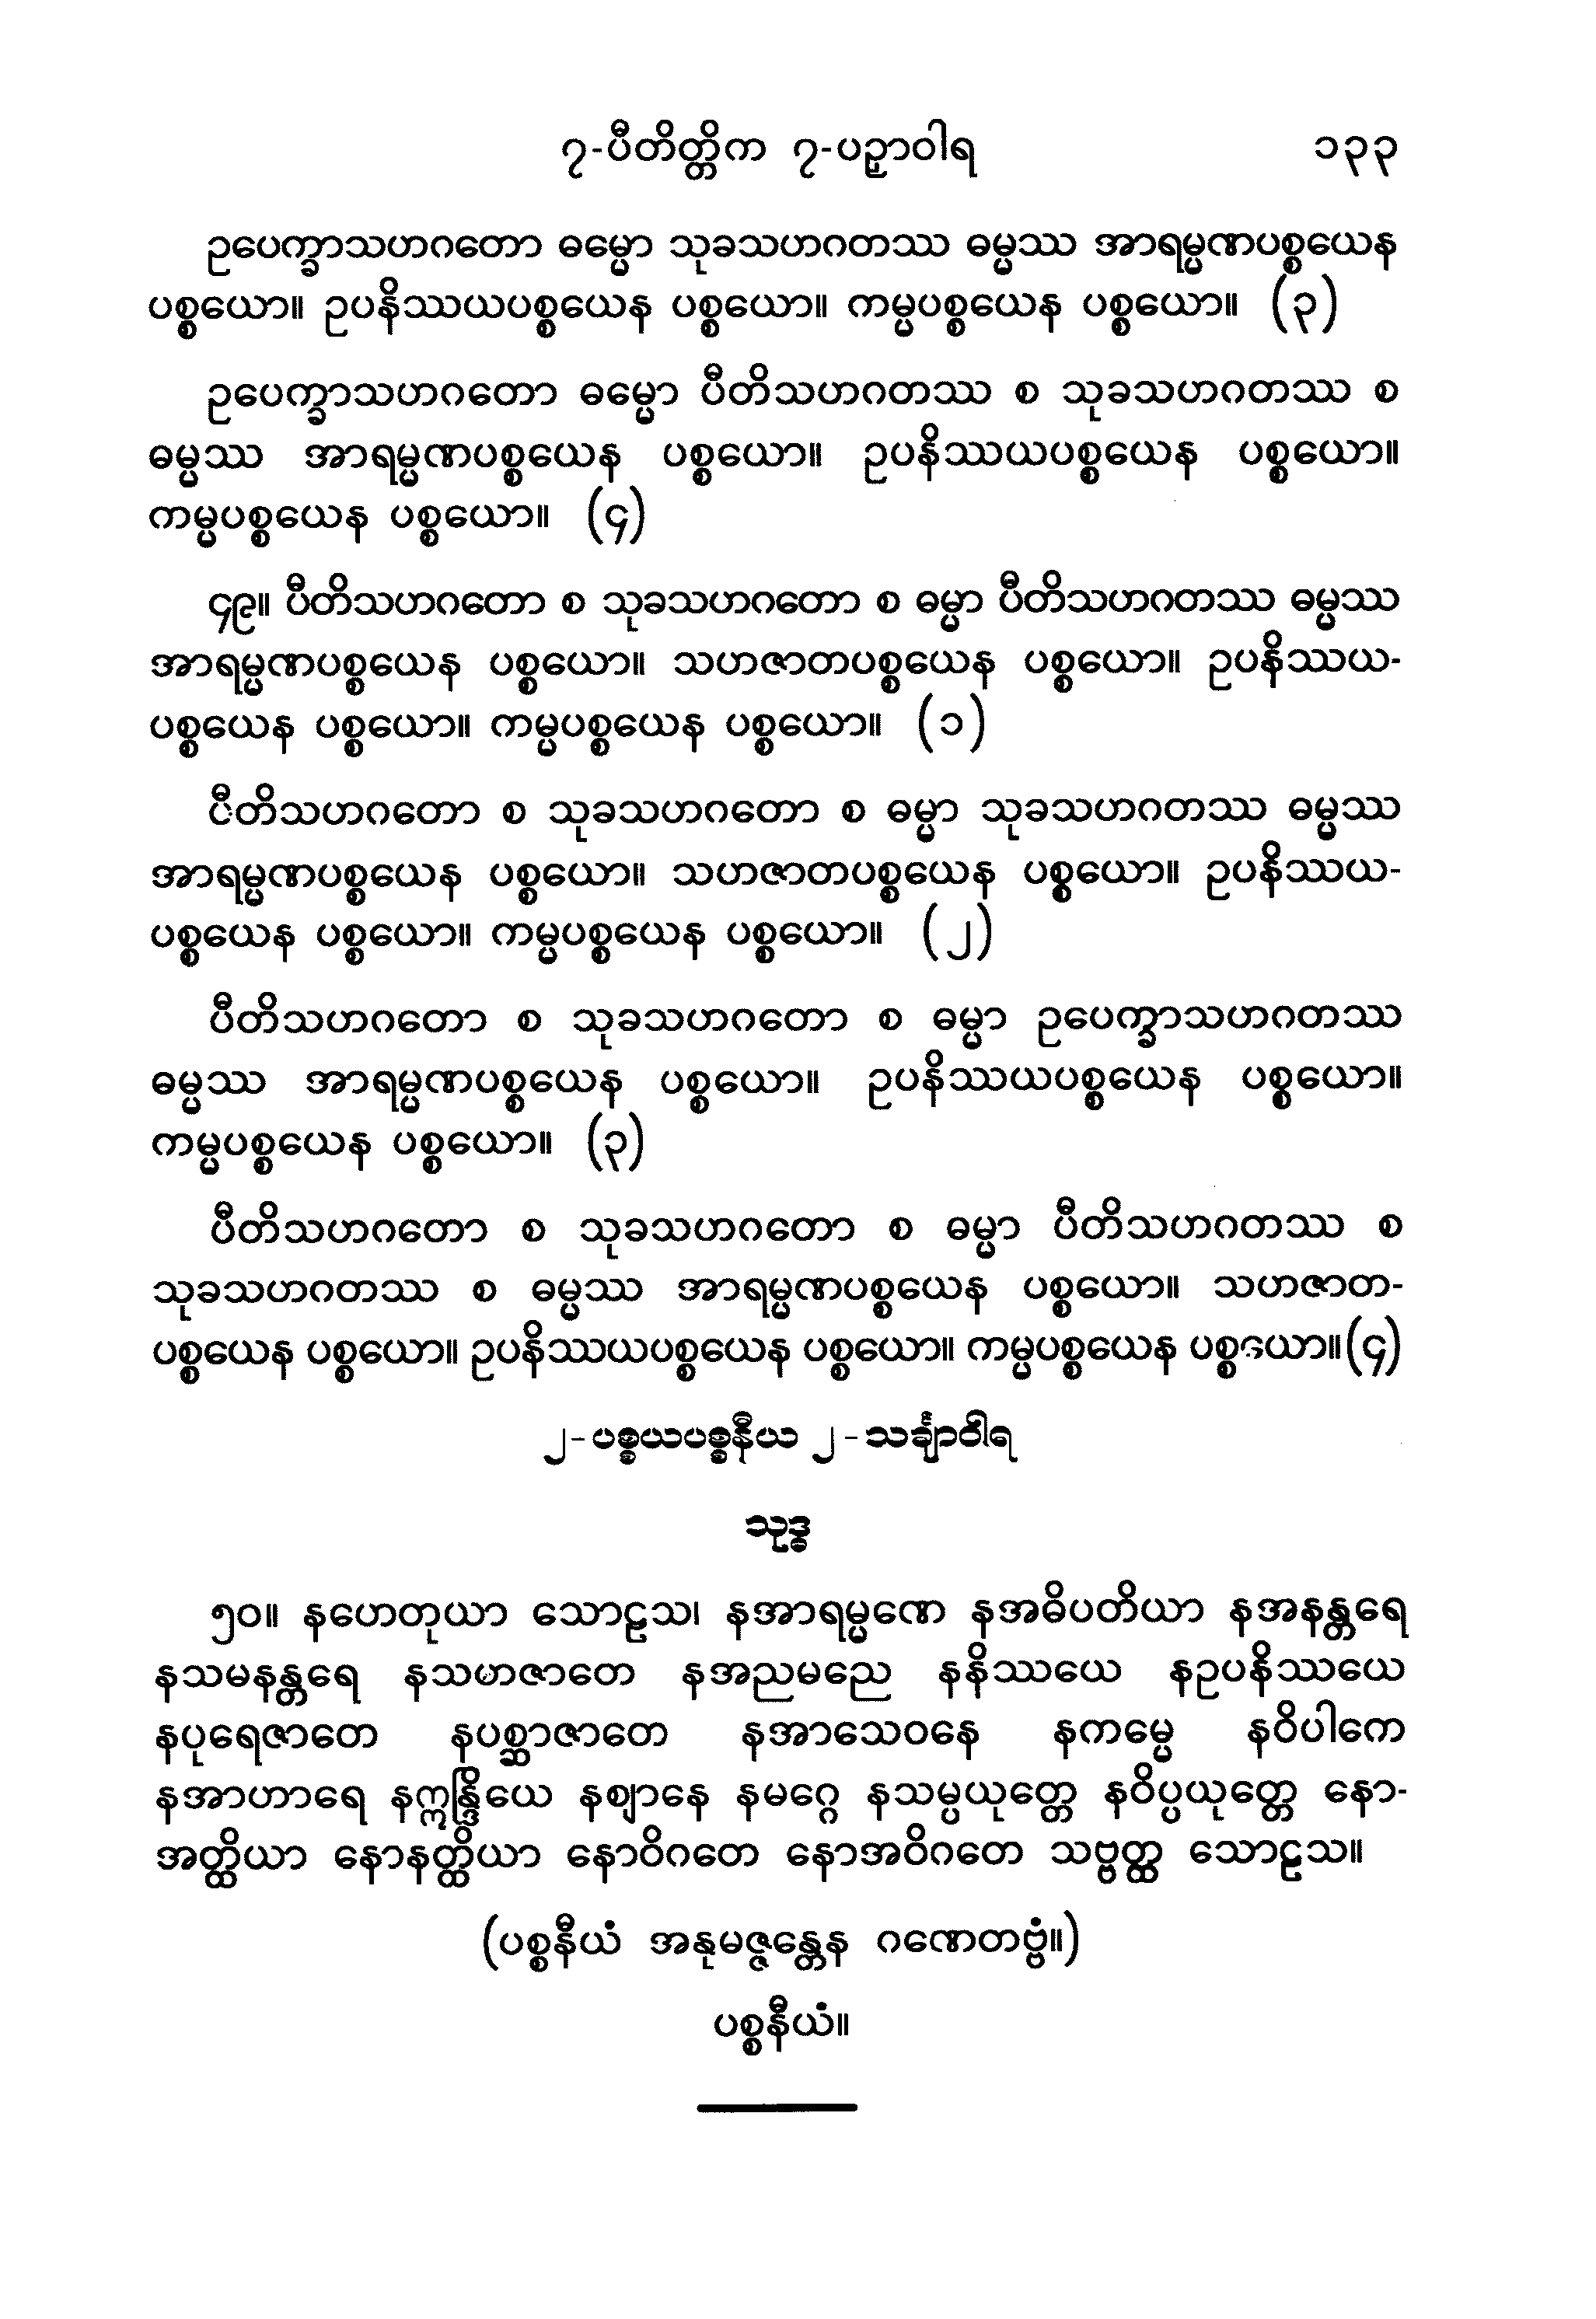 ၇-ပီတိတ္တိက ၇-ပဉှာဝါရ ၁၃၃
ဥပေက္ခာသဟဂတော ဓမ္မော သုခသဟဂတဿ ဓမ္မဿ အာရမ္မဏပစ္စယေန
ပစ္စယော။ ဥပနိဿယပစ္စယေန ပစ္စယော။ ကမ္မပစ္စယေန ပစ္စယော။ (၃)
ဥပေက္ခာသဟဂတော ဓမ္မော ပီတိသဟဂတဿ စ သုခသဟဂတဿ စ
ဓမ္မဿ အာရမ္မဏပစ္စယေန ပစ္စယော။ ဥပနိဿယပစ္စယေန ပစ္စယော။
ကမ္မပစ္စယေန ပစ္စယော။ (၄)
၄၉။ ပီတိသဟဂတော စ သုခသဟဂတော စ ဓမ္မာ ပီတိသဟဂတဿ ဓမ္မဿ
အာရမ္မဏပစ္စယေန ပစ္စယော။ သဟဇာတပစ္စယေန ပစ္စယော။ ဥပနိဿယ-
ပစ္စယေန ပစ္စယော။ ကမ္မပစ္စယေန ပစ္စယော။ (၁)
ပီတိသဟဂတော စ သုခသဟဂတော စ ဓမ္မာ သုခသဟဂတဿ ဓမ္မဿ
အာရမ္မဏပစ္စယေန ပစ္စယော။ သဟဇာတပစ္စယေန ပစ္စယော။ ဥပနိဿယ-
ပစ္စယေန ပစ္စယော။ ကမ္မပစ္စယေန ပစ္စယော။ (၂)
ပီတိသဟဂတော စ သုခသဟဂတော စ ဓမ္မာ ဥပေက္ခာသဟဂတဿ
ဓမ္မဿ အာရမ္မဏပစ္စယေန ပစ္စယော။ ဥပနိဿယပစ္စယေန ပစ္စယော။
ကမ္မပစ္စယေန ပစ္စယော။ (၃)
ပီတိသဟဂတော စ သုခသဟဂတော စ ဓမ္မာ ပီတိသဟဂတဿ စ
သုခသဟဂတဿ စ ဓမ္မဿ အာရမ္မဏပစ္စယေန ပစ္စယော။ သဟဇာတ-
ပစ္စယေန ပစ္စယော။ ဥပနိဿယပစ္စယေန ပစ္စယော။ ကမ္မပစ္စယေန ပစ္စယော။(၄)
၂-ပစ္စယပစ္စနီယ ၂-သင်္ချာဝါရ
သုဒ္ဓ
၅၀။ နဟေတုယာ သောဠသ၊ နအာရမ္မဏေ နအဓိပတိယာ နအနန္တရေ
နသမနန္တရေ နသဟဇာတေ နအညမညေ နနိဿယေ နဥပနိဿယေ
နပုရေဇာတေ နပစ္ဆာဇာတေ နအာသေဝနေ နကမ္မေ နဝိပါကေ
နအာဟာရေ နဣန္ဒြိယေ နဈာနေ နမဂ္ဂေ နသမ္ပယုတ္တေ နဝိပ္ပယုတ္တေ နော-
အတ္ထိယာ နောနတ္ထိယာ နောဝိဂတေ နောအဝိဂတေ သဗ္ဗတ္ထ သောဠသ။
(ပစ္စနီယံ အနုမဇ္ဇန္တေန ဂဏေတဗ္ဗံ။)
ပစ္စနီယံ။